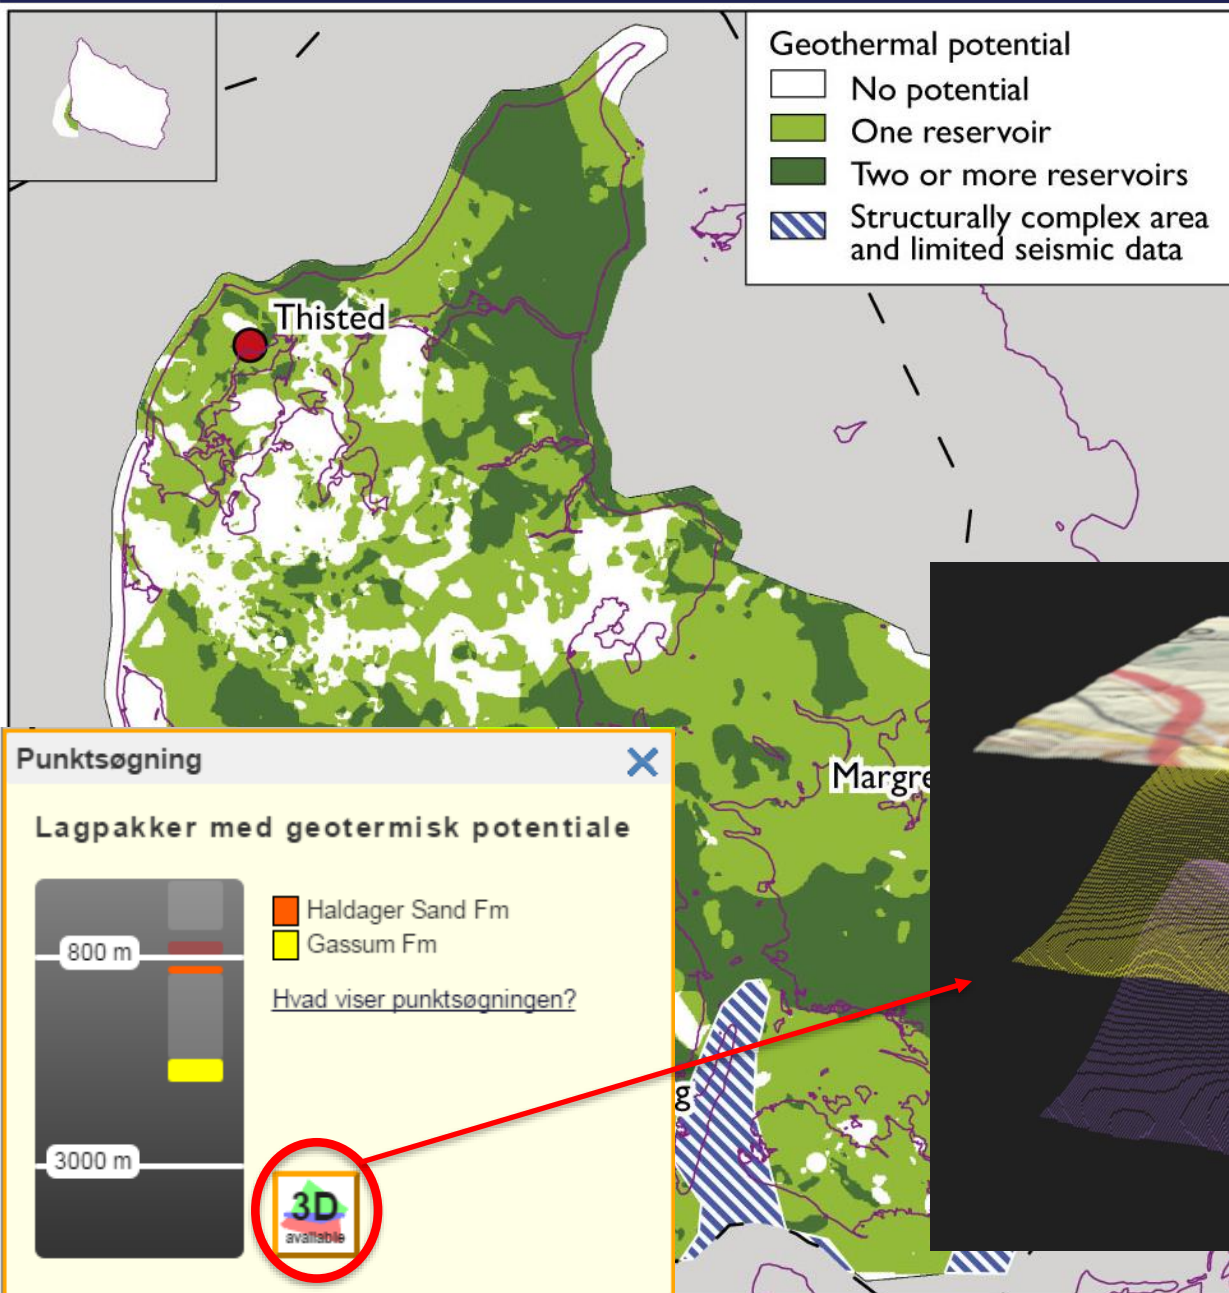 Geothermal potential
No potential
One reservoir
Two or more reservoirs
Structurally complex area
and limited seismic data
Thisted
Margre
g
Punktsøgning
Lagpakker med geotermisk potentiale
800 m
3000 m
Haldager Sand Fm
Gassum Fm
Hvad viser punktsøgningen?
3D
available